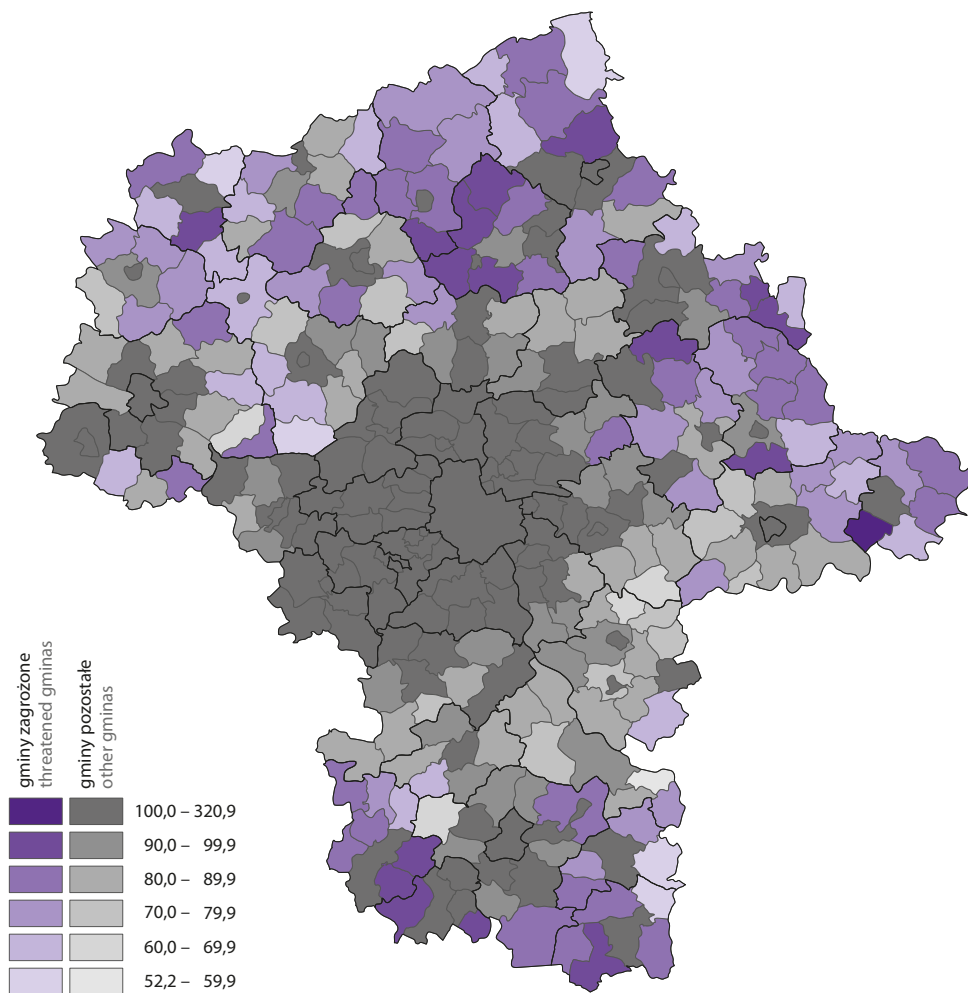 gminy zagrożone
threatened gminas
gminy pozostałe
other gminas
100,0 – 320,9
90,0 – 99,9
80,0 – 89,9
70,0 – 79,9
60,0 – 69,9
52,2 – 59,9